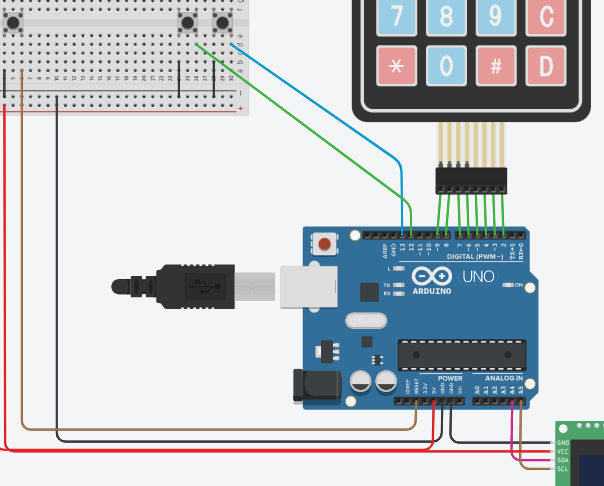 7 8 9 C
* 0 # D
AREF
GND
13
12
~11
~10
~9
8
7
~6
~5
4
~3
2
TX→1
RX←0
DIGITAL (PWM~)
L
TX
RX
UNO
ARDUINO
ON
POWER
ANALOG IN
IOREF
RESET
3.3V
5V
GND
GND
Vin
A0
A1
A2
A3
A4
A5
GND
VCC
SDA
SCL